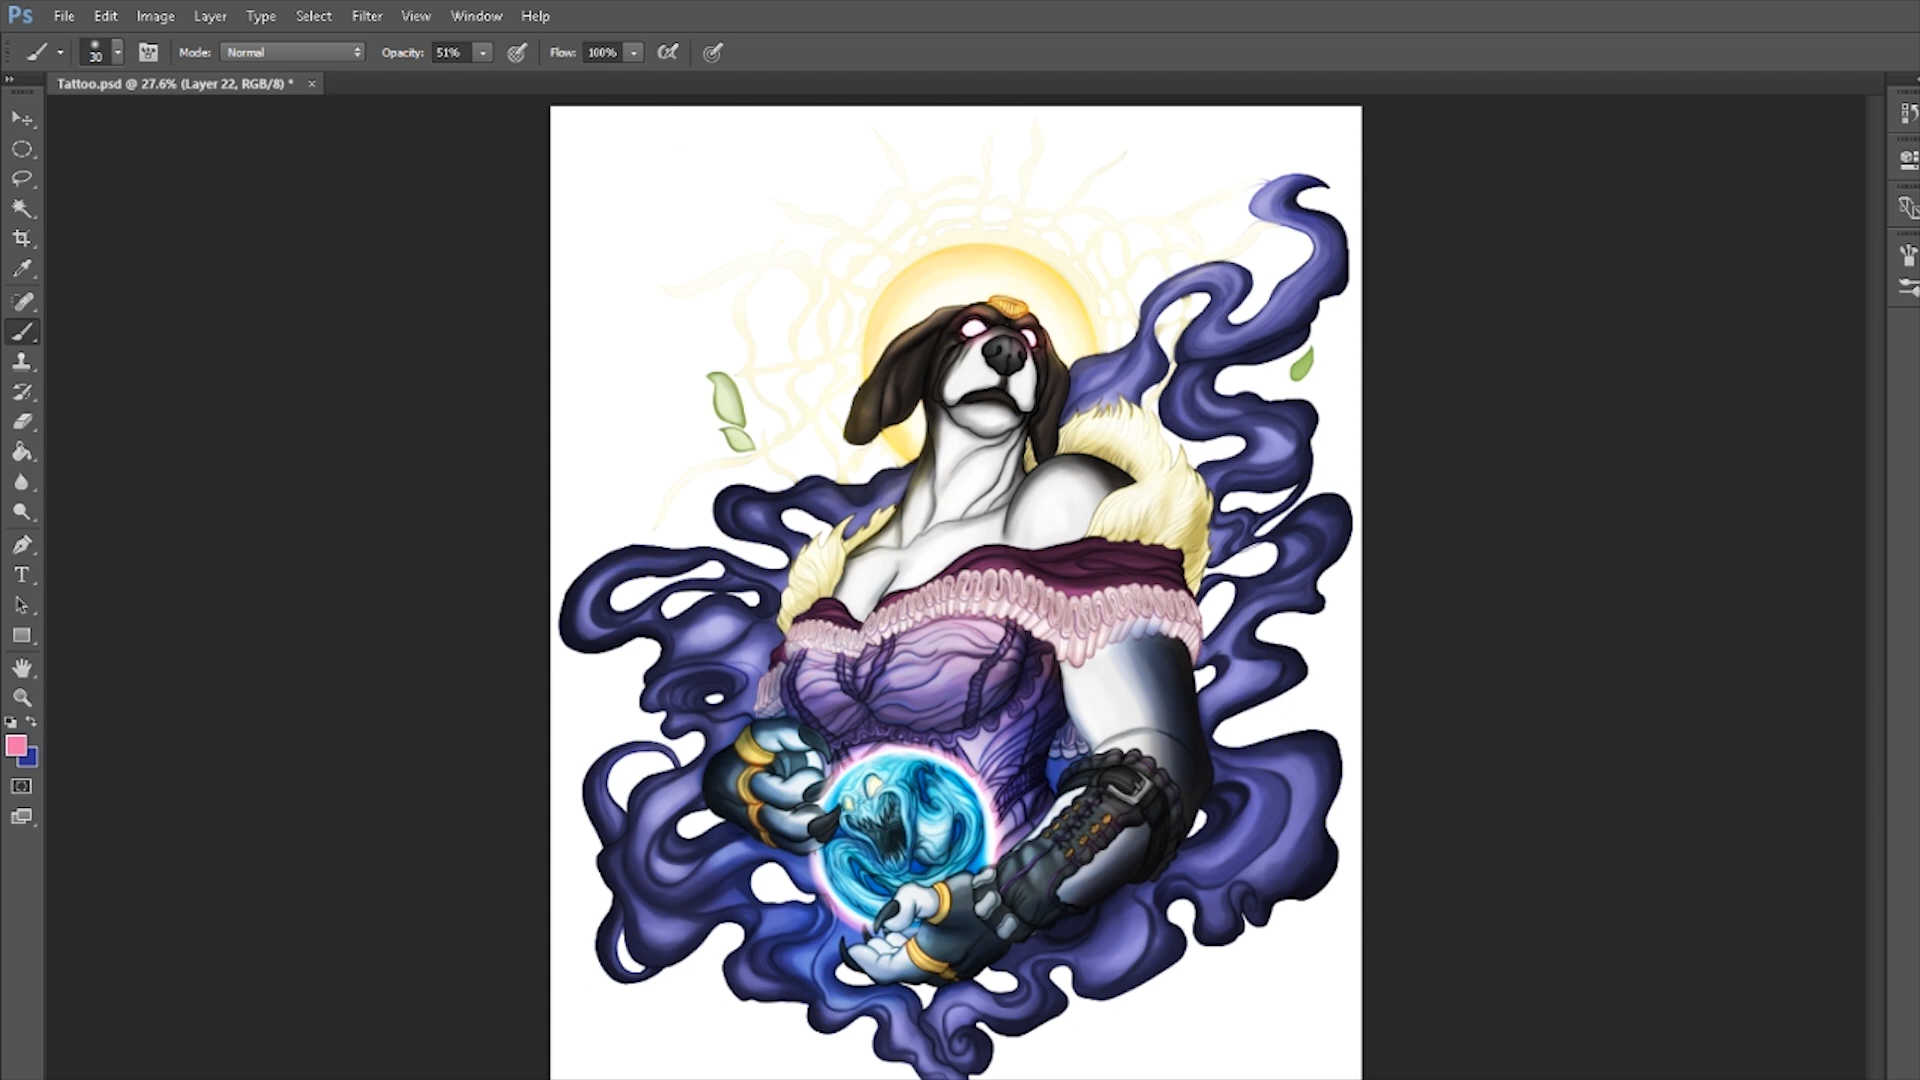 Ps File Edit Image Layer Type Select Filter View Window Help
30 Mode: Normal Opacity: 51% Flow: 100%
Tattoo.psd @ 27.6% (Layer 22, RGB/8) * ×
T